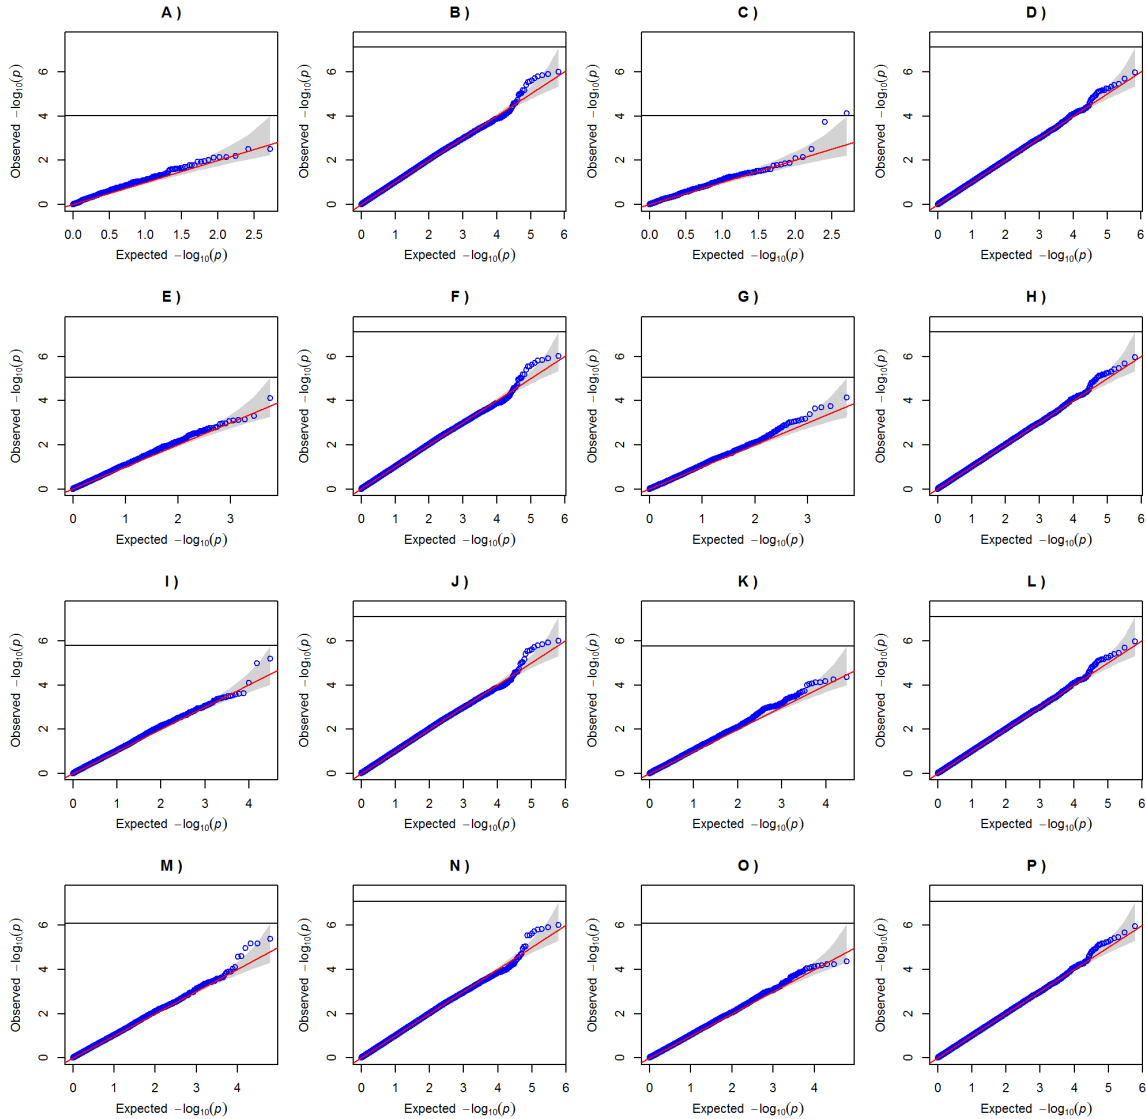 A )
B )
C )
D )
Observed −log10(p)
6
4
2
0
0.0 0.5 1.0 1.5 2.0 2.5
Expected −log10(p)
Observed −log10(p)
6
4
2
0
0 1 2 3 4 5 6
Expected −log10(p)
Observed −log10(p)
6
4
2
0
0.0 0.5 1.0 1.5 2.0 2.5
Expected −log10(p)
Observed −log10(p)
6
4
2
0
0 1 2 3 4 5 6
Expected −log10(p)
E )
F )
G )
H )
Observed −log10(p)
6
4
2
0
0 1 2 3
Expected −log10(p)
Observed −log10(p)
6
4
2
0
0 1 2 3 4 5 6
Expected −log10(p)
Observed −log10(p)
6
4
2
0
0 1 2 3
Expected −log10(p)
Observed −log10(p)
6
4
2
0
0 1 2 3 4 5 6
Expected −log10(p)
I )
J )
K )
L )
Observed −log10(p)
6
4
2
0
0 1 2 3 4
Expected −log10(p)
Observed −log10(p)
6
4
2
0
0 1 2 3 4 5 6
Expected −log10(p)
Observed −log10(p)
6
4
2
0
0 1 2 3 4
Expected −log10(p)
Observed −log10(p)
6
4
2
0
0 1 2 3 4 5 6
Expected −log10(p)
M )
N )
O )
P )
Observed −log10(p)
6
4
2
0
0 1 2 3 4
Expected −log10(p)
Observed −log10(p)
6
4
2
0
0 1 2 3 4 5 6
Expected −log10(p)
Observed −log10(p)
6
4
2
0
0 1 2 3 4
Expected −log10(p)
Observed −log10(p)
6
4
2
0
0 1 2 3 4 5 6
Expected −log10(p)